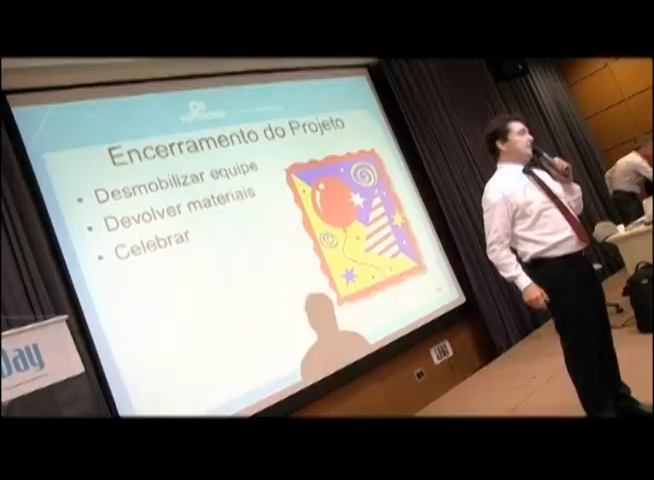 Encerramento do Projeto
• Desmobilizar equipe
• Devolver materiais
• Celebrar
Day